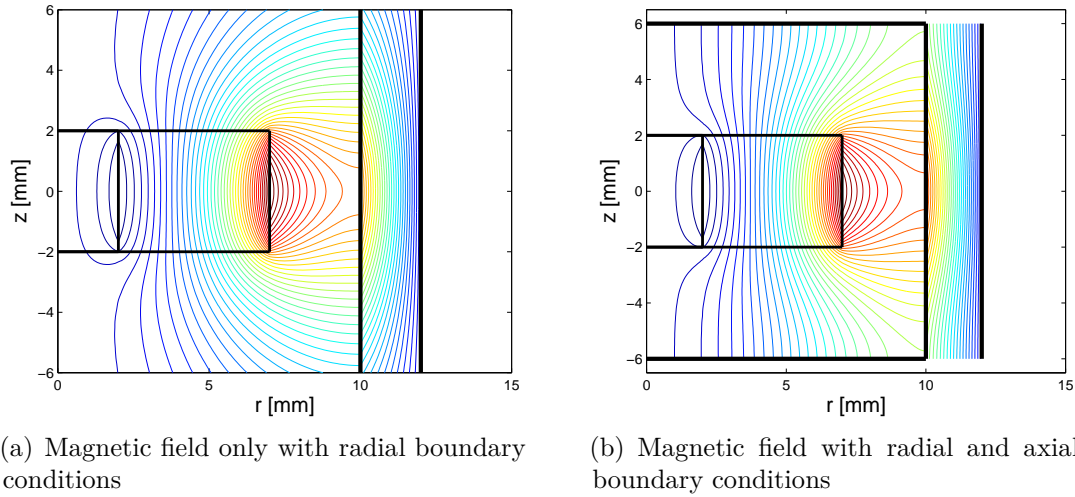 6
4
2
0
−2
−4
−6
z [mm]
0
5
10
15
r [mm]
(a) Magnetic field only with radial boundary
conditions
6
4
2
0
−2
−4
−6
z [mm]
0
5
10
15
r [mm]
(b) Magnetic field with radial and axial
boundary conditions